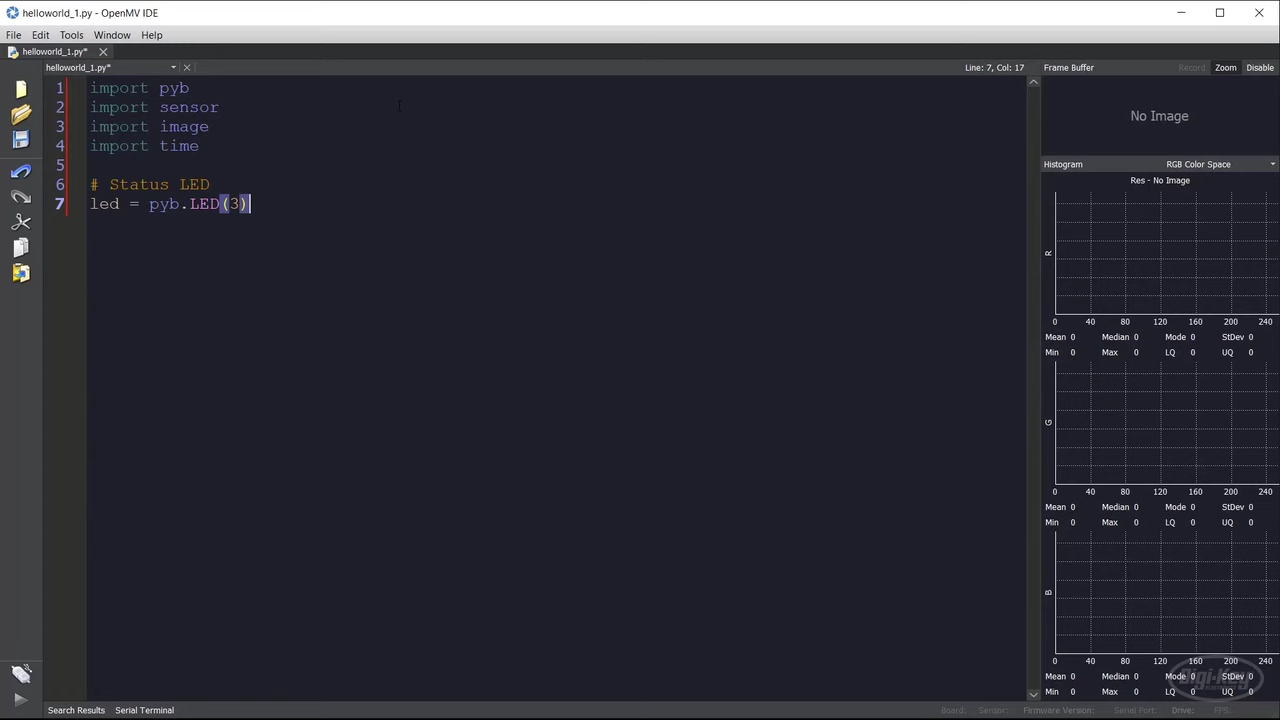 helloworld_1.py - OpenMV IDE
File Edit Tools Window Help
helloworld_1.py*
helloworld_1.py* Line: 7, Col: 17 Frame Buffer Record Zoom Disable
1 import pyb
2 import sensor
3 import image
4 import time
5
6 # Status LED
7 led = pyb.LED(3)
No Image
Histogram RGB Color Space
Res - No Image
R
0 40 80 120 160 200 240
Mean 0 Median 0 Mode 0 StDev 0
Min 0 Max 0 LQ 0 UQ 0
G
0 40 80 120 160 200 240
Mean 0 Median 0 Mode 0 StDev 0
Min 0 Max 0 LQ 0 UQ 0
B
0 40 80 120 160 200 240
Mean 0 Median 0 Mode 0 StDev 0
Min 0 Max 0 LQ 0 UQ 0
Digi-Key
Search Results Serial Terminal Board: Sensor: Firmware Version: Serial Port: Drive: FPS: